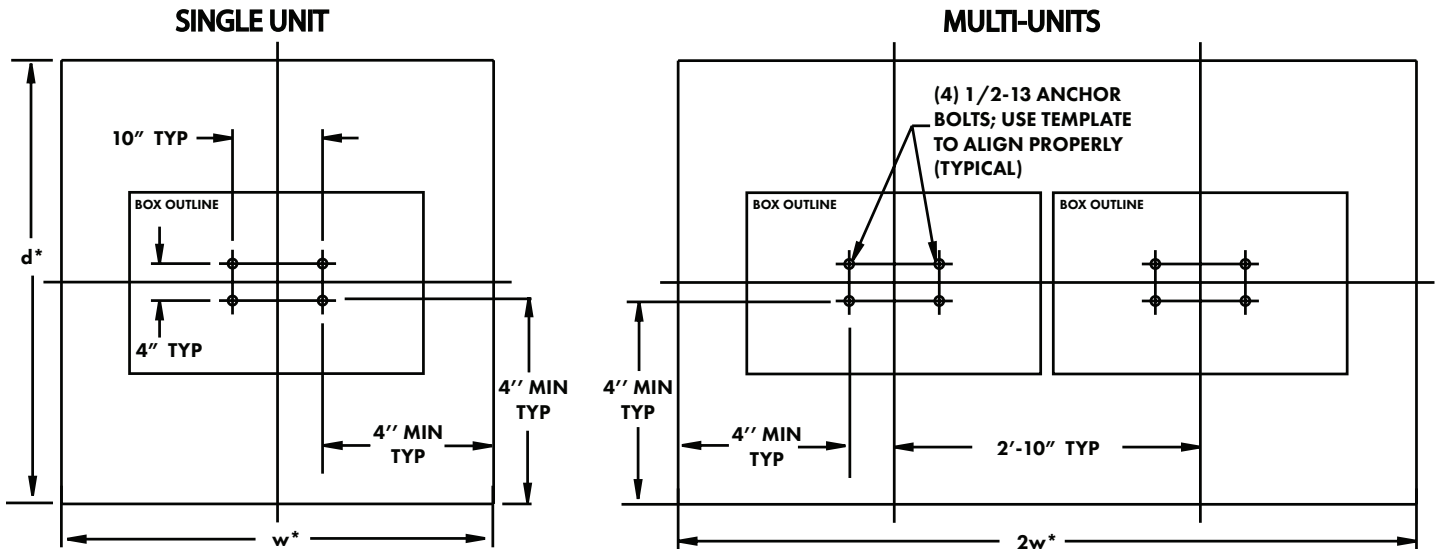 SINGLE UNIT
10″ TYP
BOX OUTLINE
d*
4″ TYP
4′′ MIN
TYP
4′′ MIN
TYP
w*
MULTI-UNITS
(4) 1/2-13 ANCHOR
BOLTS; USE TEMPLATE
TO ALIGN PROPERLY
(TYPICAL)
BOX OUTLINE
BOX OUTLINE
4′′ MIN
TYP
4′′ MIN
TYP
2′-10″ TYP
2w*